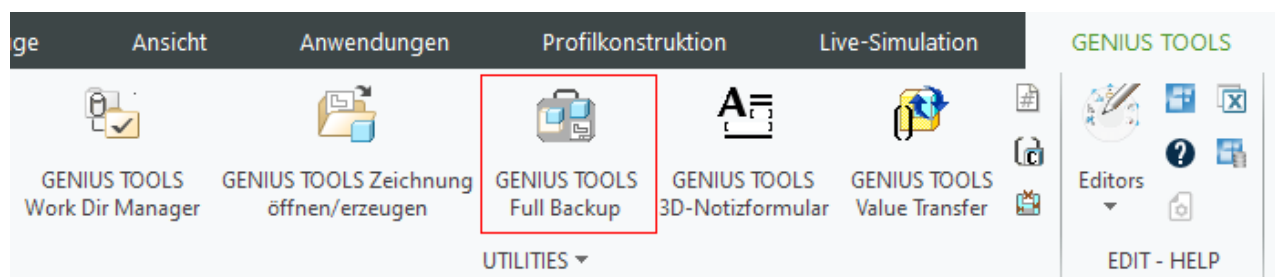 ge Ansicht Anwendungen Profilkonstruktion Live-Simulation GENIUS TOOLS
GENIUS TOOLS
Work Dir Manager
GENIUS TOOLS Zeichnung
öffnen/erzeugen
GENIUS TOOLS
Full Backup
GENIUS TOOLS
3D-Notizformular
GENIUS TOOLS
Value Transfer
Editors
UTILITIES
EDIT - HELP